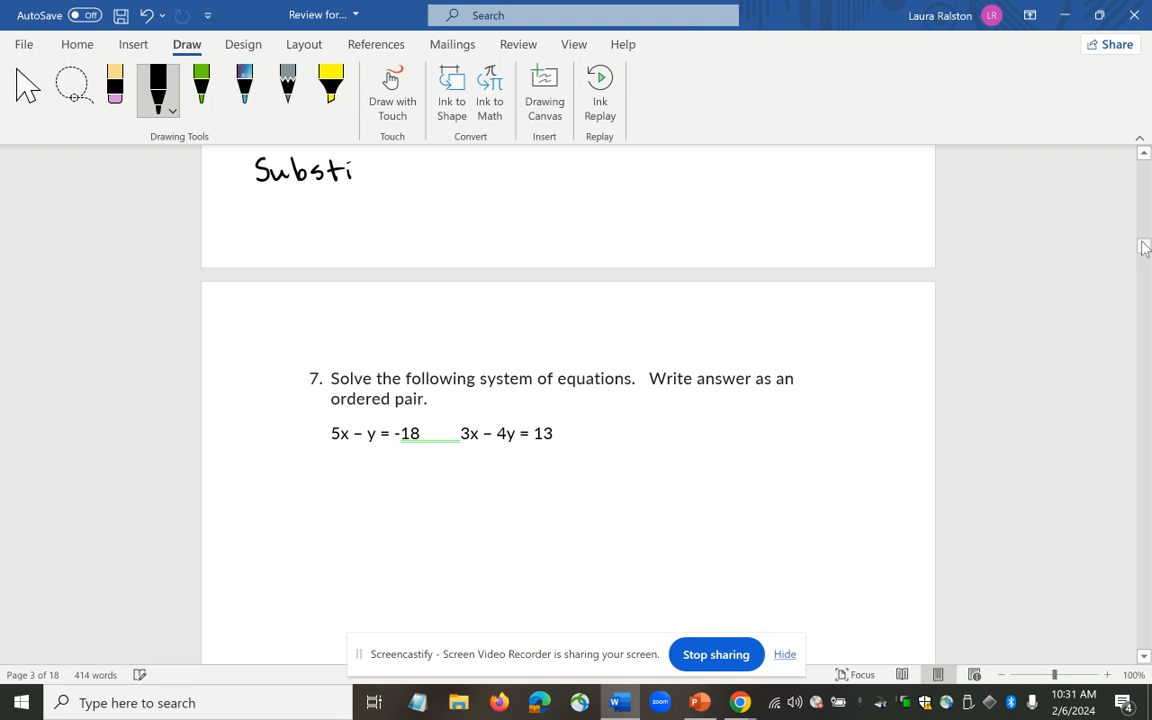 AutoSave Off Review for... Search Laura Ralston LR
File Home Insert Draw Design Layout References Mailings Review View Help Share
Draw with Touch Ink to Shape Ink to Math Drawing Canvas Ink Replay
Drawing Tools Touch Convert Insert Replay
Substi
7. Solve the following system of equations. Write answer as an
ordered pair.
5x – y = -18 3x – 4y = 13
Screencastify - Screen Video Recorder is sharing your screen. Stop sharing Hide
Page 3 of 18 414 words Focus 100%
Type here to search zoom 10:31 AM
2/6/2024 4